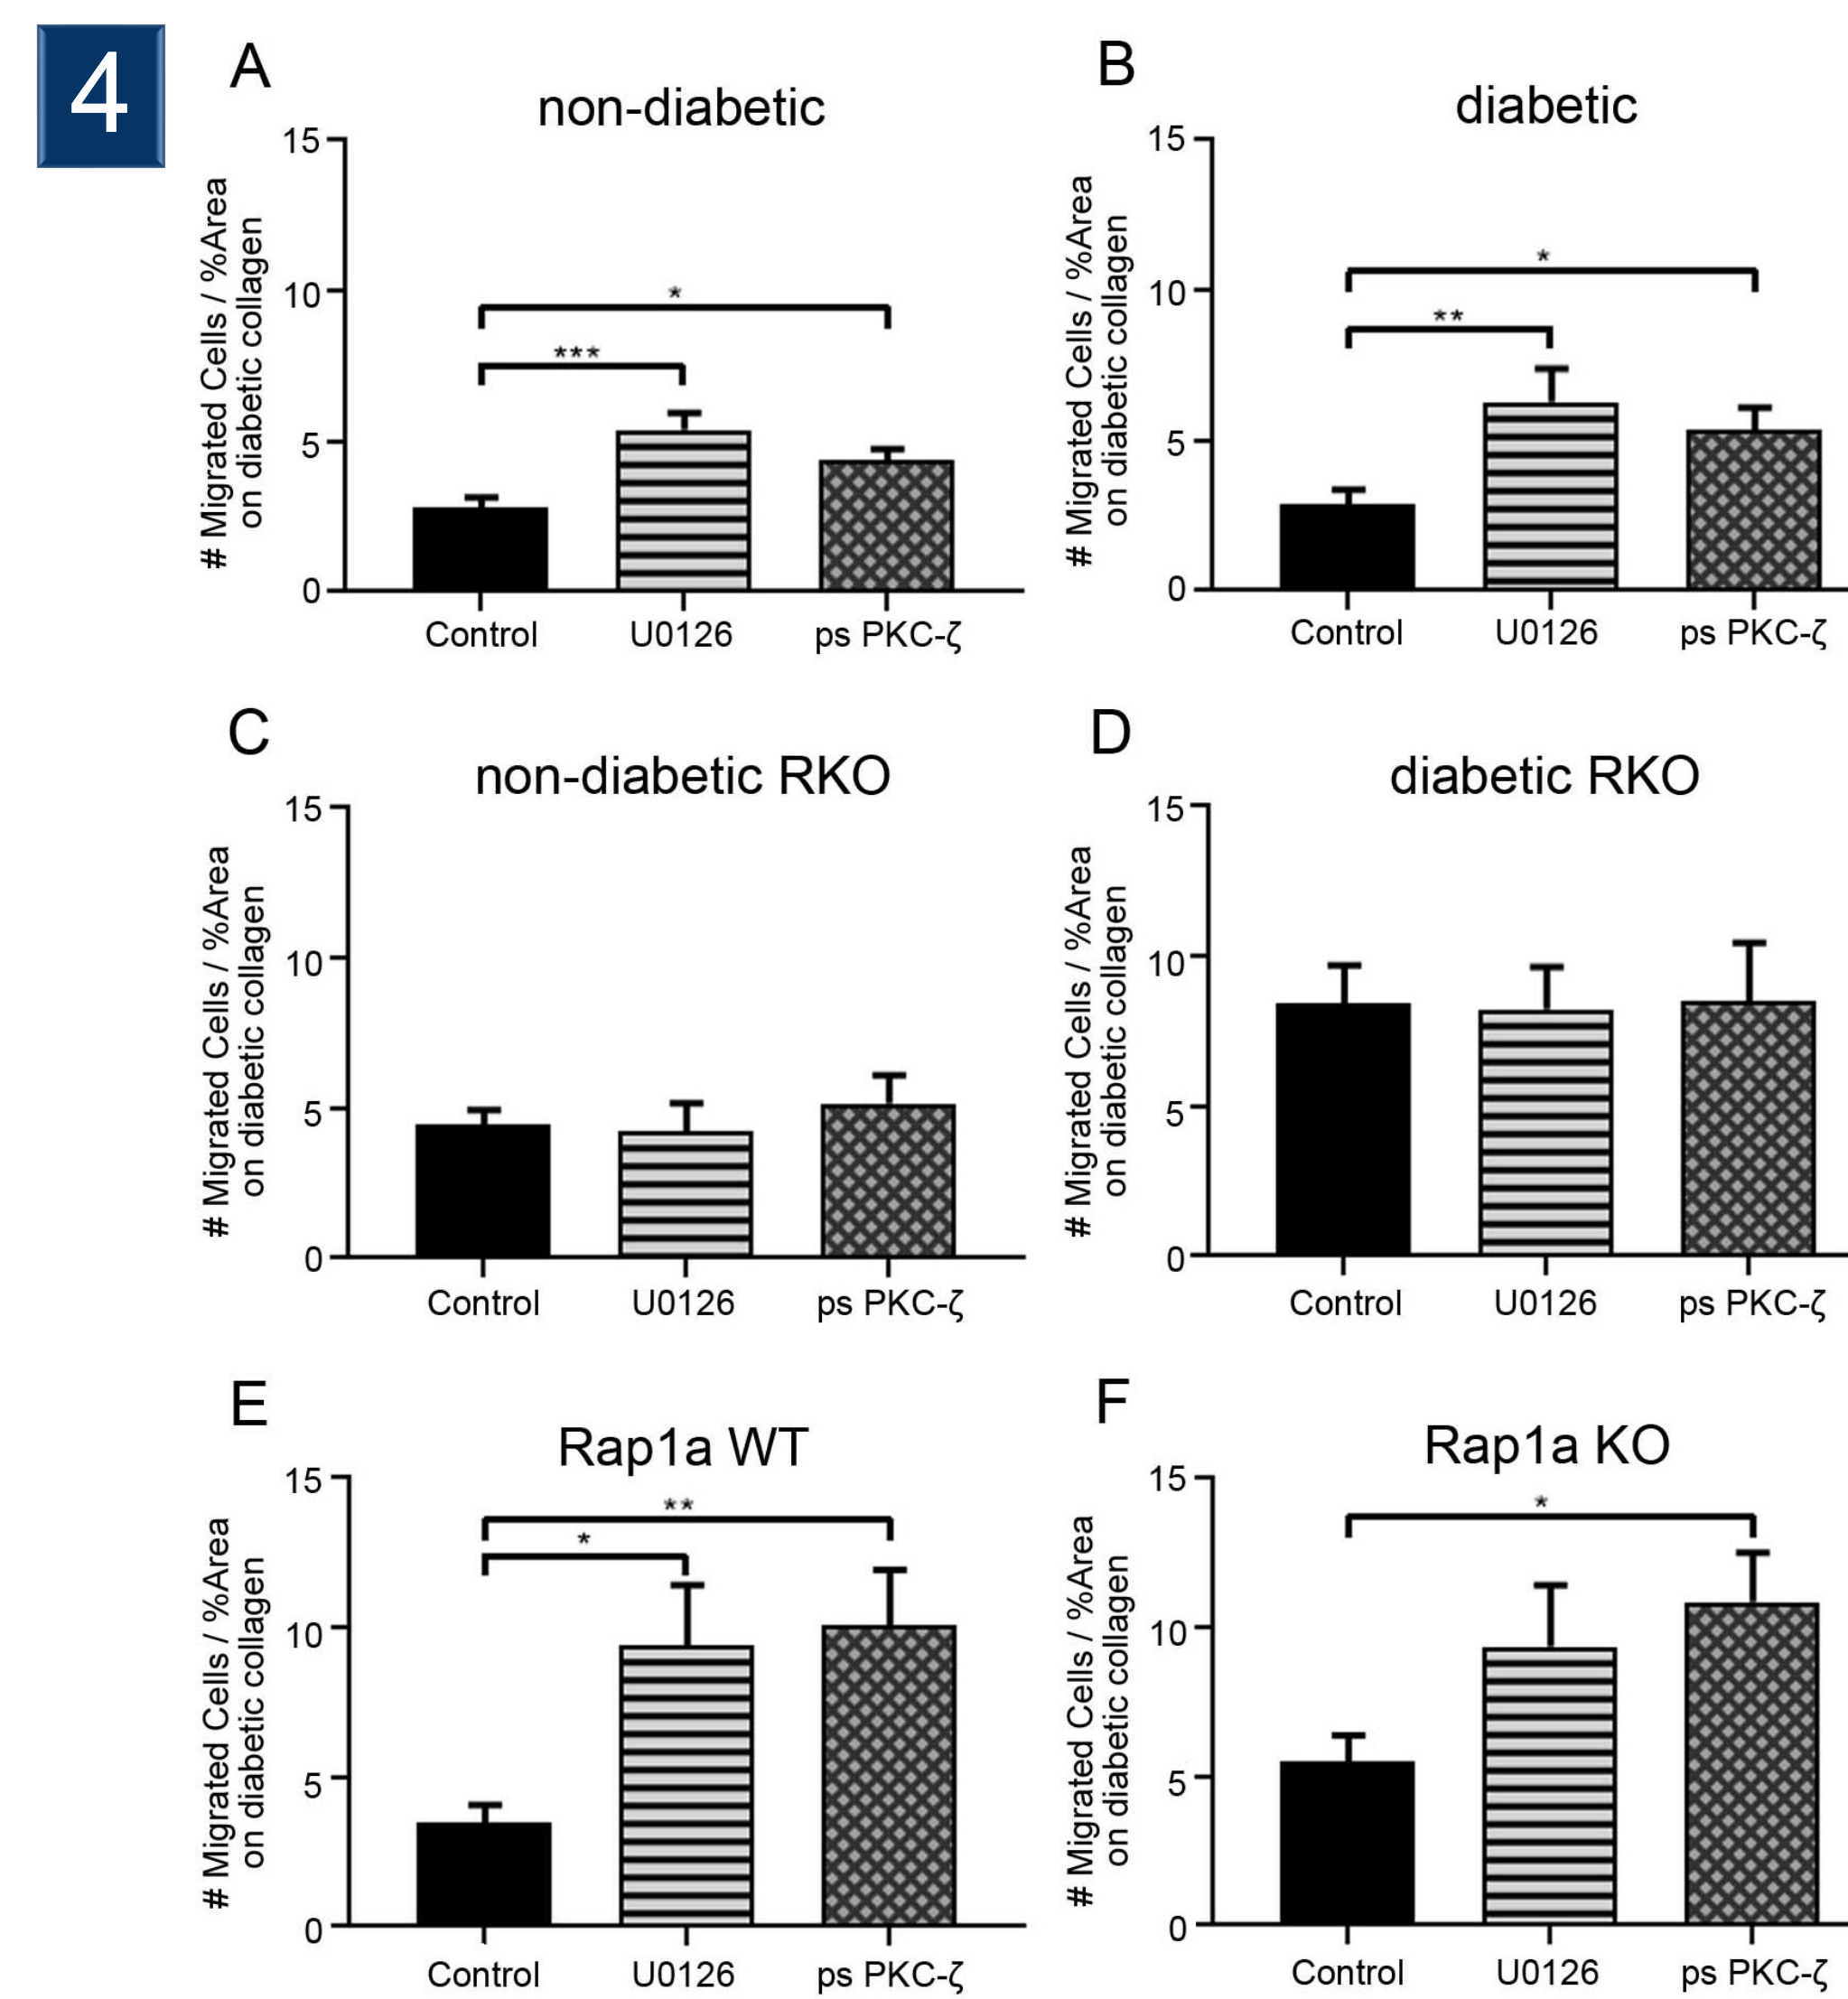 4
A
non-diabetic
# Migrated Cells / %Area
on diabetic collagen
15
10
5
0
*
***
Control
U0126
ps PKC-ζ
B
diabetic
# Migrated Cells / %Area
on diabetic collagen
15
10
5
0
*
**
Control
U0126
ps PKC-ζ
C
non-diabetic RKO
# Migrated Cells / %Area
on diabetic collagen
15
10
5
0
Control
U0126
ps PKC-ζ
D
diabetic RKO
# Migrated Cells / %Area
on diabetic collagen
15
10
5
0
Control
U0126
ps PKC-ζ
E
Rap1a WT
# Migrated Cells / %Area
on diabetic collagen
15
10
5
0
**
*
Control
U0126
ps PKC-ζ
F
Rap1a KO
# Migrated Cells / %Area
on diabetic collagen
15
10
5
0
*
Control
U0126
ps PKC-ζ